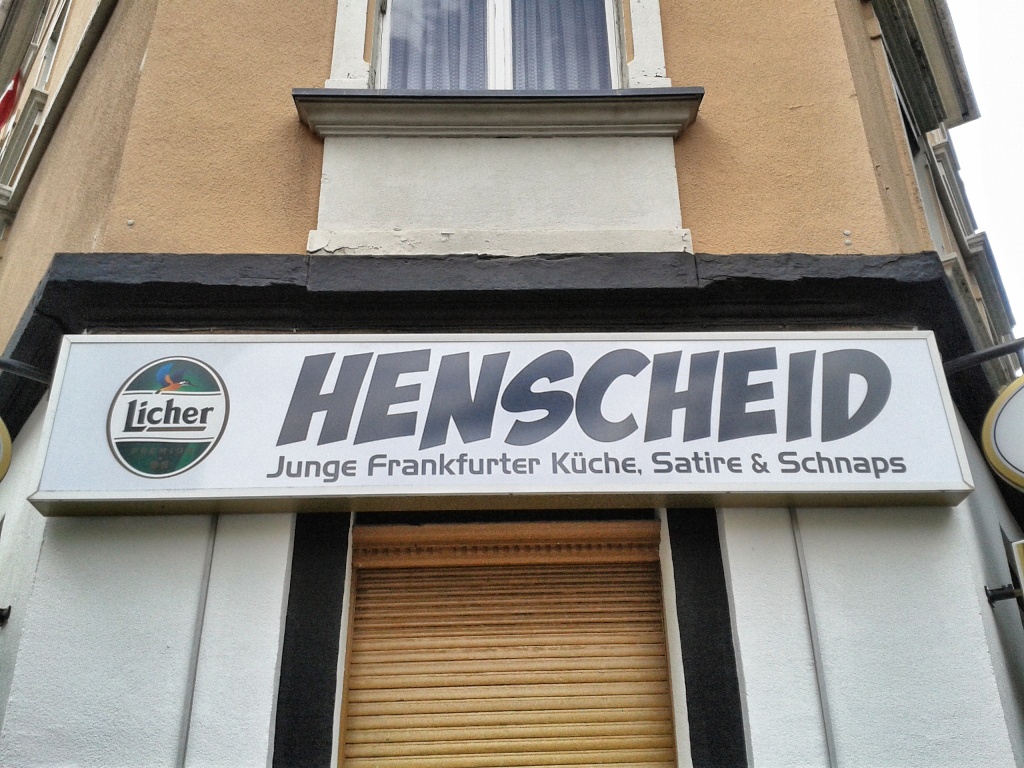 Licher
HENSCHEID
Junge Frankfurter Küche, Satire & Schnaps